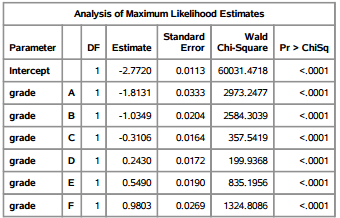 Analysis of Maximum Likelihood Estimates
Parameter DF Estimate Standard Error Wald Chi-Square Pr > ChiSq
Intercept 1 -2.7720 0.0113 60031.4718 <.0001
grade A 1 -1.8131 0.0333 2973.2477 <.0001
grade B 1 -1.0349 0.0204 2584.3039 <.0001
grade C 1 -0.3106 0.0164 357.5419 <.0001
grade D 1 0.2430 0.0172 199.9368 <.0001
grade E 1 0.5490 0.0190 835.1956 <.0001
grade F 1 0.9803 0.0269 1324.8086 <.0001